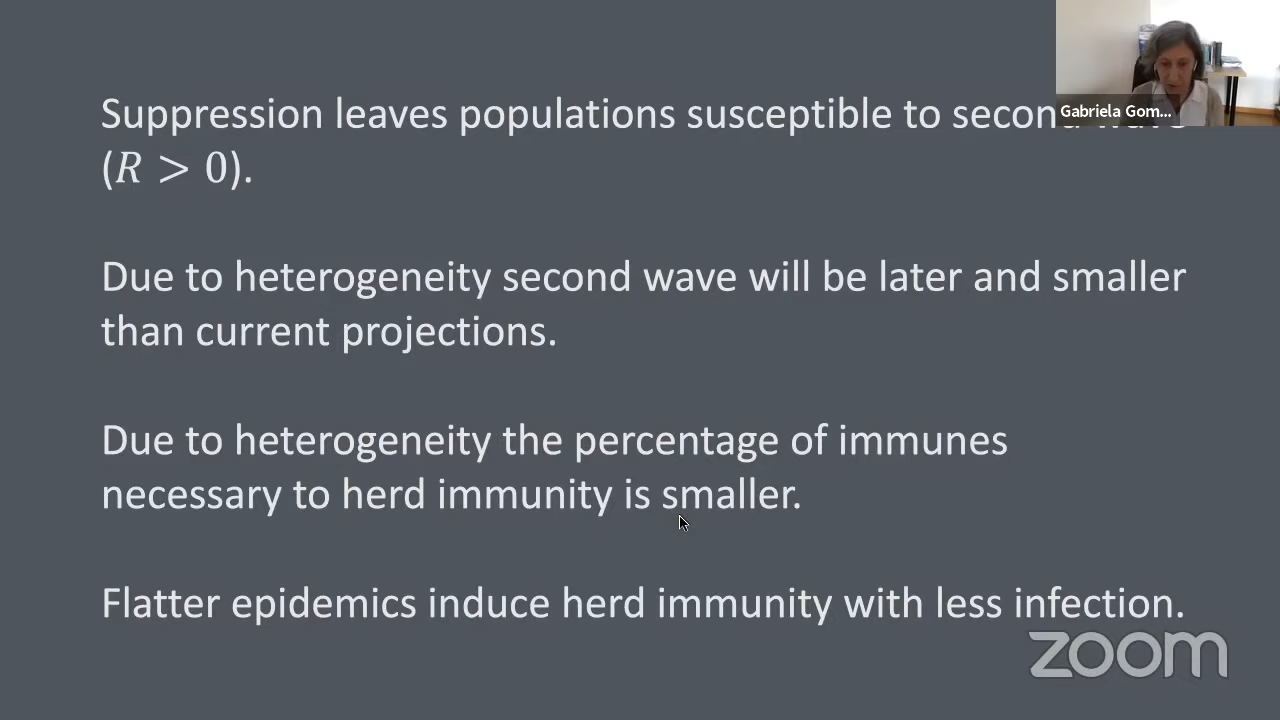 Suppression leaves populations susceptible to second wave
(R > 0).
Due to heterogeneity second wave will be later and smaller
than current projections.
Due to heterogeneity the percentage of immunes
necessary to herd immunity is smaller.
Flatter epidemics induce herd immunity with less infection.
Gabriela Gom...
zoom